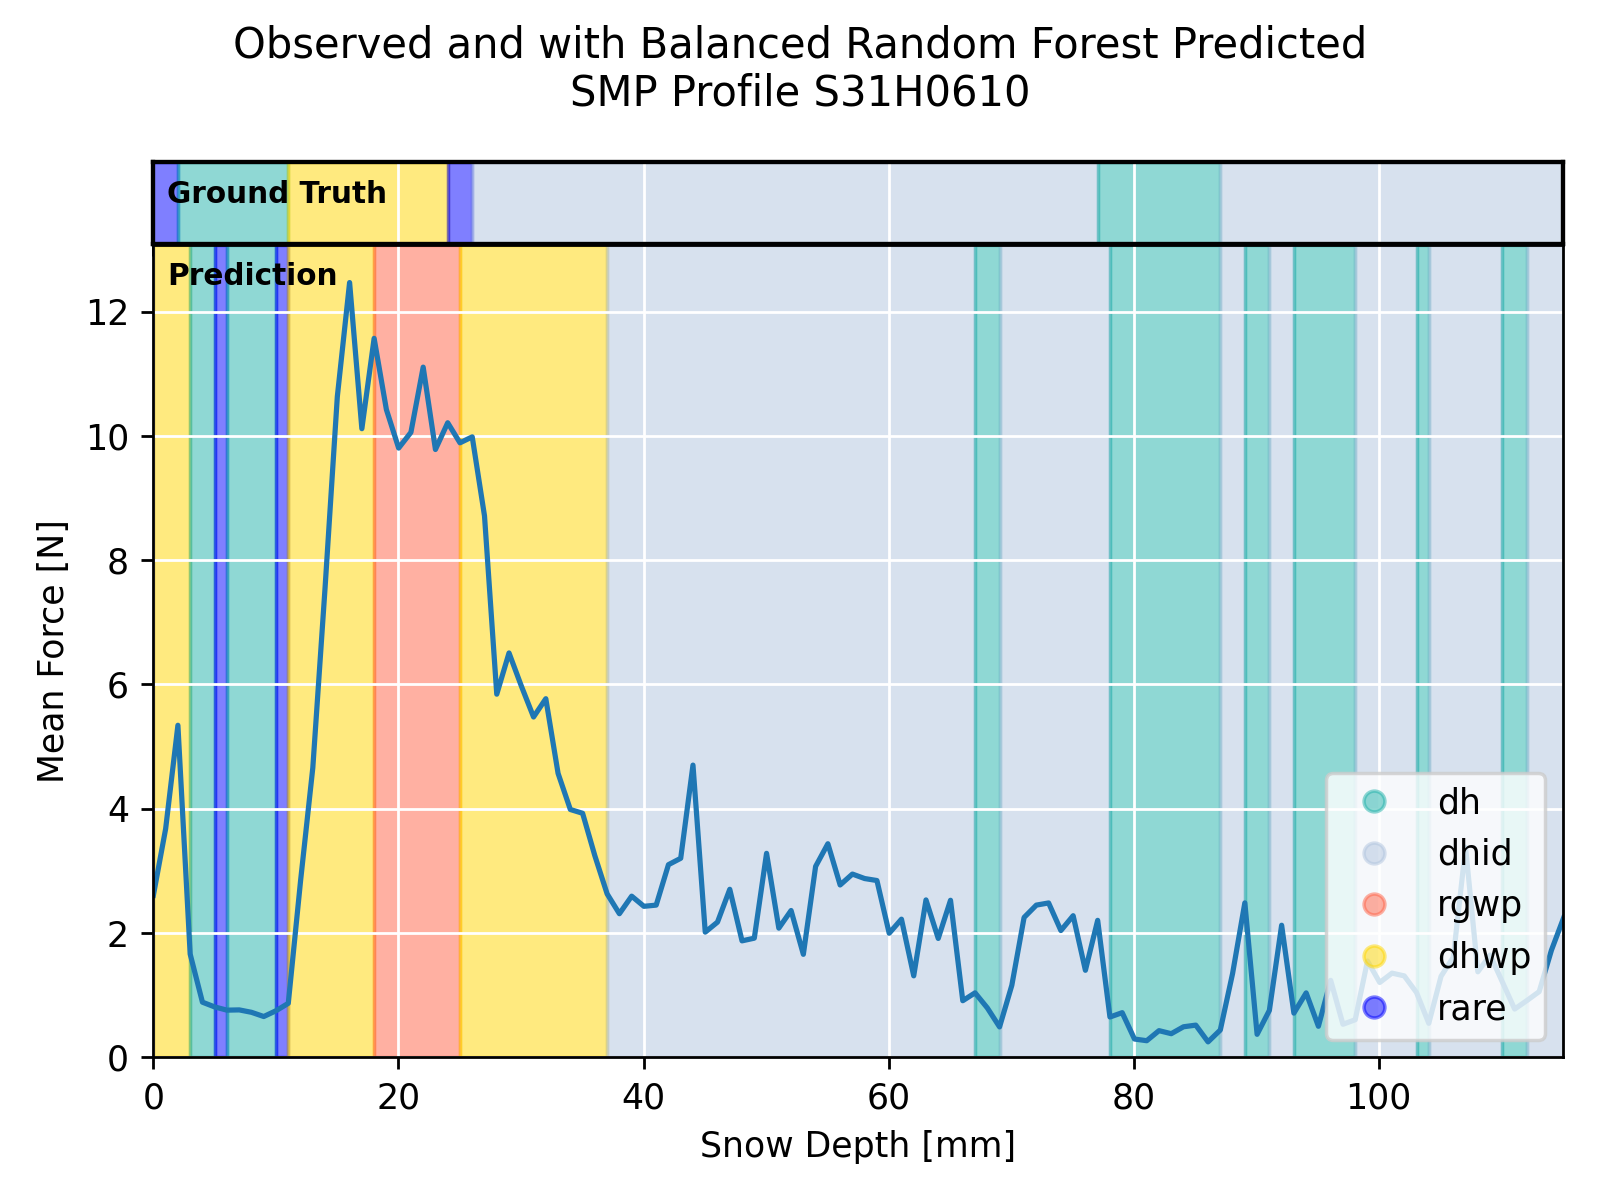 Observed and with Balanced Random Forest Predicted
SMP Profile S31H0610
Ground Truth
Prediction
12
10
8
6
4
2
0
Mean Force [N]
dh
dhid
rgwp
dhwp
rare
0 20 40 60 80 100
Snow Depth [mm]